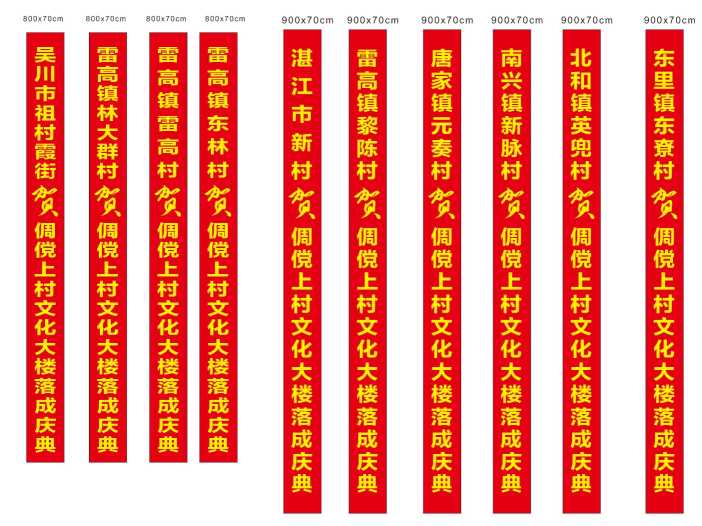 800x70cm
吴川市祖村霞街贺倜傥上村文化大楼落成庆典
800x70cm
雷高镇林大群村贺倜傥上村文化大楼落成庆典
800x70cm
雷高镇雷高村贺倜傥上村文化大楼落成庆典
800x70cm
雷高镇东林村贺倜傥上村文化大楼落成庆典
900x70cm
湛江市新村贺倜傥上村文化大楼落成庆典
900x70cm
雷高镇黎陈村贺倜傥上村文化大楼落成庆典
900x70cm
唐家镇元奏村贺倜傥上村文化大楼落成庆典
900x70cm
南兴镇新脉村贺倜傥上村文化大楼落成庆典
900x70cm
北和镇英兜村贺倜傥上村文化大楼落成庆典
900x70cm
东里镇东寮村贺倜傥上村文化大楼落成庆典